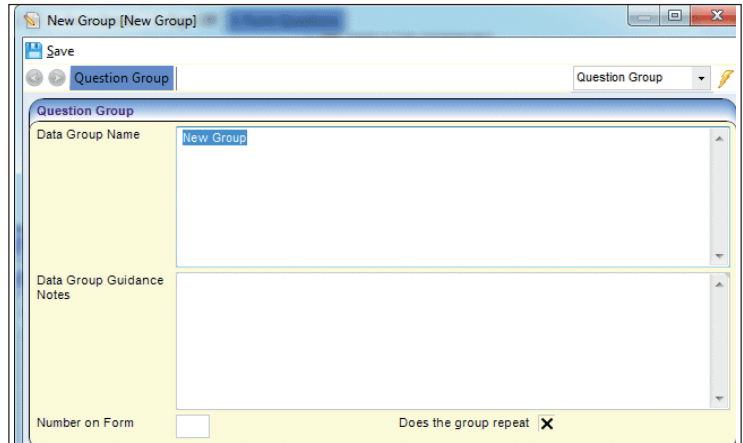 New Group [New Group]
Save
Question Group
Question Group
Question Group
Data Group Name
New Group
Data Group Guidance
Notes
Number on Form
Does the group repeat